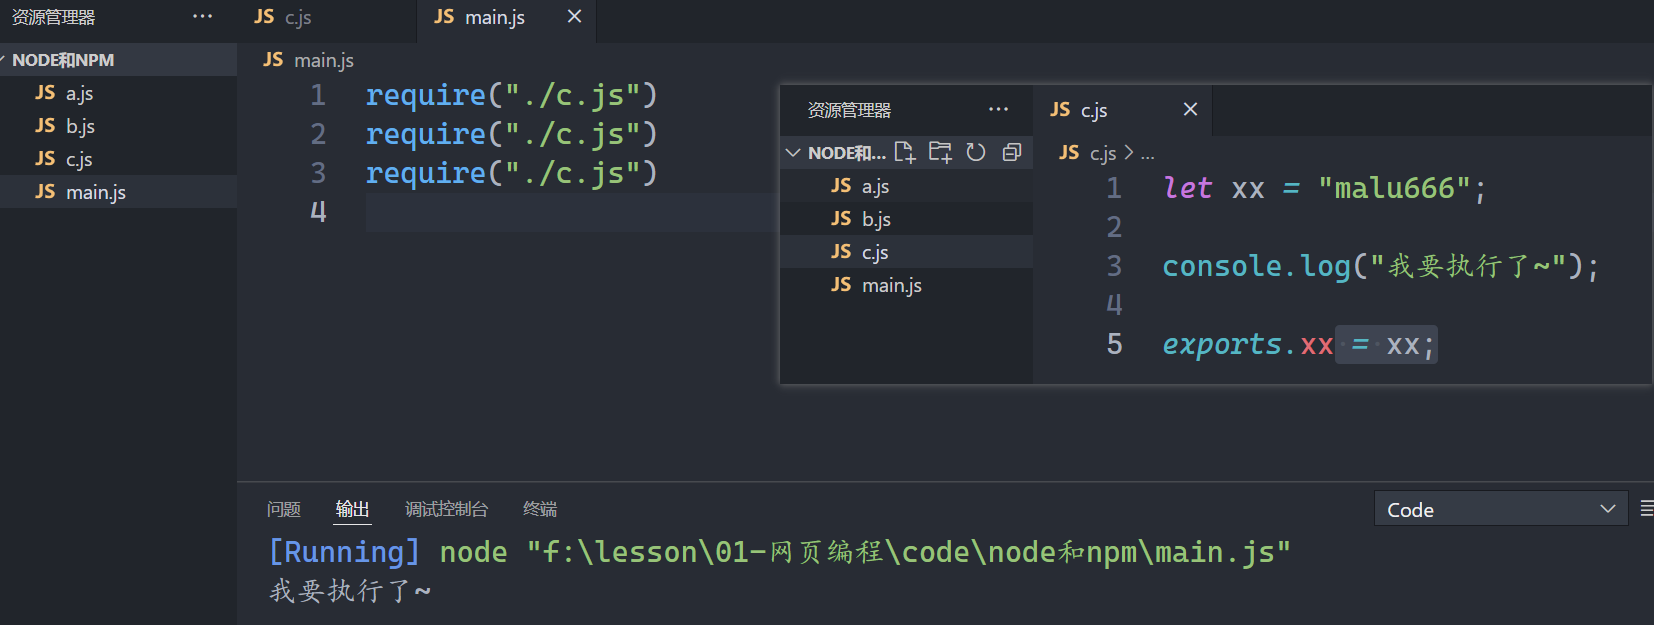 资源管理器 ···
JS c.js
JS main.js ×
NODE和NPM
JS a.js
JS b.js
JS c.js
JS main.js
JS main.js
1 require("./c.js")
2 require("./c.js")
3 require("./c.js")
4
资源管理器 ···
JS c.js ×
NODE和...
JS c.js > ...
JS a.js
JS b.js
JS c.js
JS main.js
1 let xx = "malu666";
2
3 console.log("我要执行了~");
4
5 exports.xx = xx;
问题 输出 调试控制台 终端
Code
[Running] node "f:\lesson\01-网页编程\code\node和npm\main.js"
我要执行了~